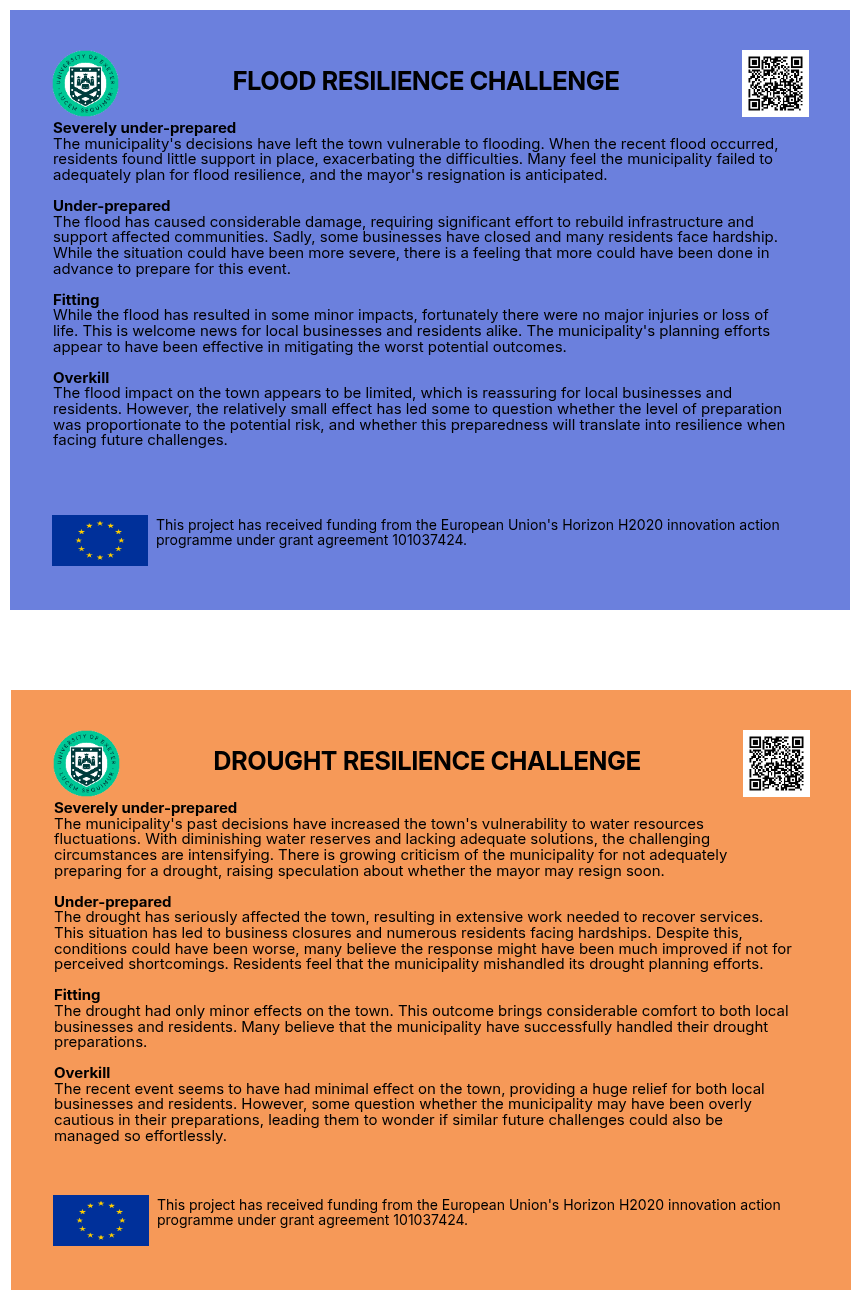 UNIVERSITY OF EXETER
LUCEM SEQUIMUR
FLOOD RESILIENCE CHALLENGE
Severely under-prepared
The municipality's decisions have left the town vulnerable to flooding. When the recent flood occurred,
residents found little support in place, exacerbating the difficulties. Many feel the municipality failed to
adequately plan for flood resilience, and the mayor's resignation is anticipated.
Under-prepared
The flood has caused considerable damage, requiring significant effort to rebuild infrastructure and
support affected communities. Sadly, some businesses have closed and many residents face hardship.
While the situation could have been more severe, there is a feeling that more could have been done in
advance to prepare for this event.
Fitting
While the flood has resulted in some minor impacts, fortunately there were no major injuries or loss of
life. This is welcome news for local businesses and residents alike. The municipality's planning efforts
appear to have been effective in mitigating the worst potential outcomes.
Overkill
The flood impact on the town appears to be limited, which is reassuring for local businesses and
residents. However, the relatively small effect has led some to question whether the level of preparation
was proportionate to the potential risk, and whether this preparedness will translate into resilience when
facing future challenges.
This project has received funding from the European Union's Horizon H2020 innovation action
programme under grant agreement 101037424.
UNIVERSITY OF EXETER
LUCEM SEQUIMUR
DROUGHT RESILIENCE CHALLENGE
Severely under-prepared
The municipality's past decisions have increased the town's vulnerability to water resources
fluctuations. With diminishing water reserves and lacking adequate solutions, the challenging
circumstances are intensifying. There is growing criticism of the municipality for not adequately
preparing for a drought, raising speculation about whether the mayor may resign soon.
Under-prepared
The drought has seriously affected the town, resulting in extensive work needed to recover services.
This situation has led to business closures and numerous residents facing hardships. Despite this,
conditions could have been worse, many believe the response might have been much improved if not for
perceived shortcomings. Residents feel that the municipality mishandled its drought planning efforts.
Fitting
The drought had only minor effects on the town. This outcome brings considerable comfort to both local
businesses and residents. Many believe that the municipality have successfully handled their drought
preparations.
Overkill
The recent event seems to have had minimal effect on the town, providing a huge relief for both local
businesses and residents. However, some question whether the municipality may have been overly
cautious in their preparations, leading them to wonder if similar future challenges could also be
managed so effortlessly.
This project has received funding from the European Union's Horizon H2020 innovation action
programme under grant agreement 101037424.